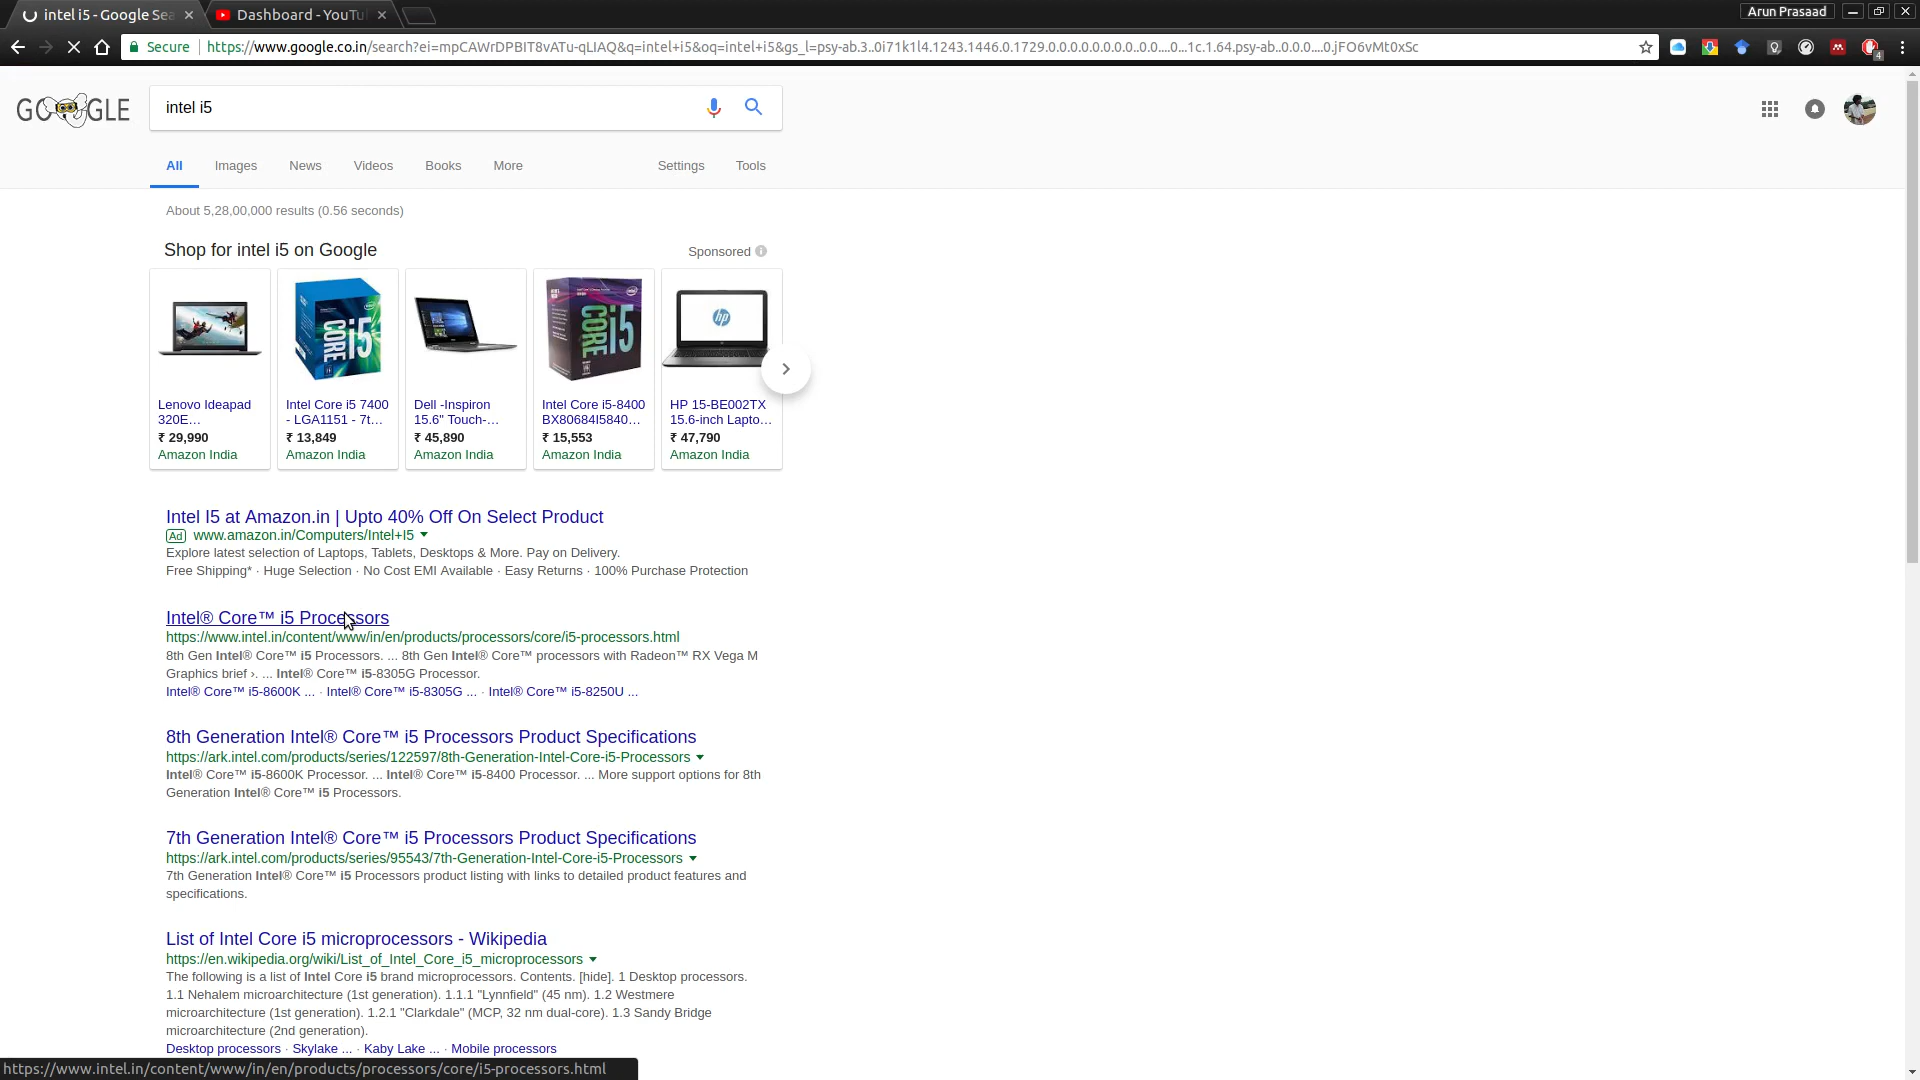 intel i5 - Google Sea
Dashboard - YouTu
Arun Prasaad
Secure
https://www.google.co.in/search?ei=mpCAWrDPBIT8vATu-qLIAQ&q=intel+i5&oq=intel+i5&gs_l=psy-ab.3..0i71k1l4.1243.1446.0.1729.0.0.0.0.0.0.0.0..0.0....0...1c.1.64.psy-ab..0.0.0....0.jFO6vMt0xSc
4
GOOGLE
intel i5
All
Images
News
Videos
Books
More
Settings
Tools
About 5,28,00,000 results (0.56 seconds)
Shop for intel i5 on Google
Sponsored
CORE i5
CORE i5
hp
Lenovo Ideapad
320E...
₹ 29,990
Amazon India
Intel Core i5 7400
- LGA1151 - 7t...
₹ 13,849
Amazon India
Dell -Inspiron
15.6" Touch-...
₹ 45,890
Amazon India
Intel Core i5-8400
BX80684I5840...
₹ 15,553
Amazon India
HP 15-BE002TX
15.6-inch Lapto...
₹ 47,790
Amazon India
Intel I5 at Amazon.in | Upto 40% Off On Select Product
Ad www.amazon.in/Computers/Intel+I5
Explore latest selection of Laptops, Tablets, Desktops & More. Pay on Delivery.
Free Shipping* · Huge Selection · No Cost EMI Available · Easy Returns · 100% Purchase Protection
Intel® Core™ i5 Processors
https://www.intel.in/content/www/in/en/products/processors/core/i5-processors.html
8th Gen Intel® Core™ i5 Processors. ... 8th Gen Intel® Core™ processors with Radeon™ RX Vega M
Graphics brief ›. ... Intel® Core™ i5-8305G Processor.
Intel® Core™ i5-8600K ... · Intel® Core™ i5-8305G ... · Intel® Core™ i5-8250U ...
8th Generation Intel® Core™ i5 Processors Product Specifications
https://ark.intel.com/products/series/122597/8th-Generation-Intel-Core-i5-Processors
Intel® Core™ i5-8600K Processor. ... Intel® Core™ i5-8400 Processor. ... More support options for 8th
Generation Intel® Core™ i5 Processors.
7th Generation Intel® Core™ i5 Processors Product Specifications
https://ark.intel.com/products/series/95543/7th-Generation-Intel-Core-i5-Processors
7th Generation Intel® Core™ i5 Processors product listing with links to detailed product features and
specifications.
List of Intel Core i5 microprocessors - Wikipedia
https://en.wikipedia.org/wiki/List_of_Intel_Core_i5_microprocessors
The following is a list of Intel Core i5 brand microprocessors. Contents. [hide]. 1 Desktop processors.
1.1 Nehalem microarchitecture (1st generation). 1.1.1 "Lynnfield" (45 nm). 1.2 Westmere
microarchitecture (1st generation). 1.2.1 "Clarkdale" (MCP, 32 nm dual-core). 1.3 Sandy Bridge
microarchitecture (2nd generation).
Desktop processors · Skylake ... · Kaby Lake ... · Mobile processors
https://www.intel.in/content/www/in/en/products/processors/core/i5-processors.html